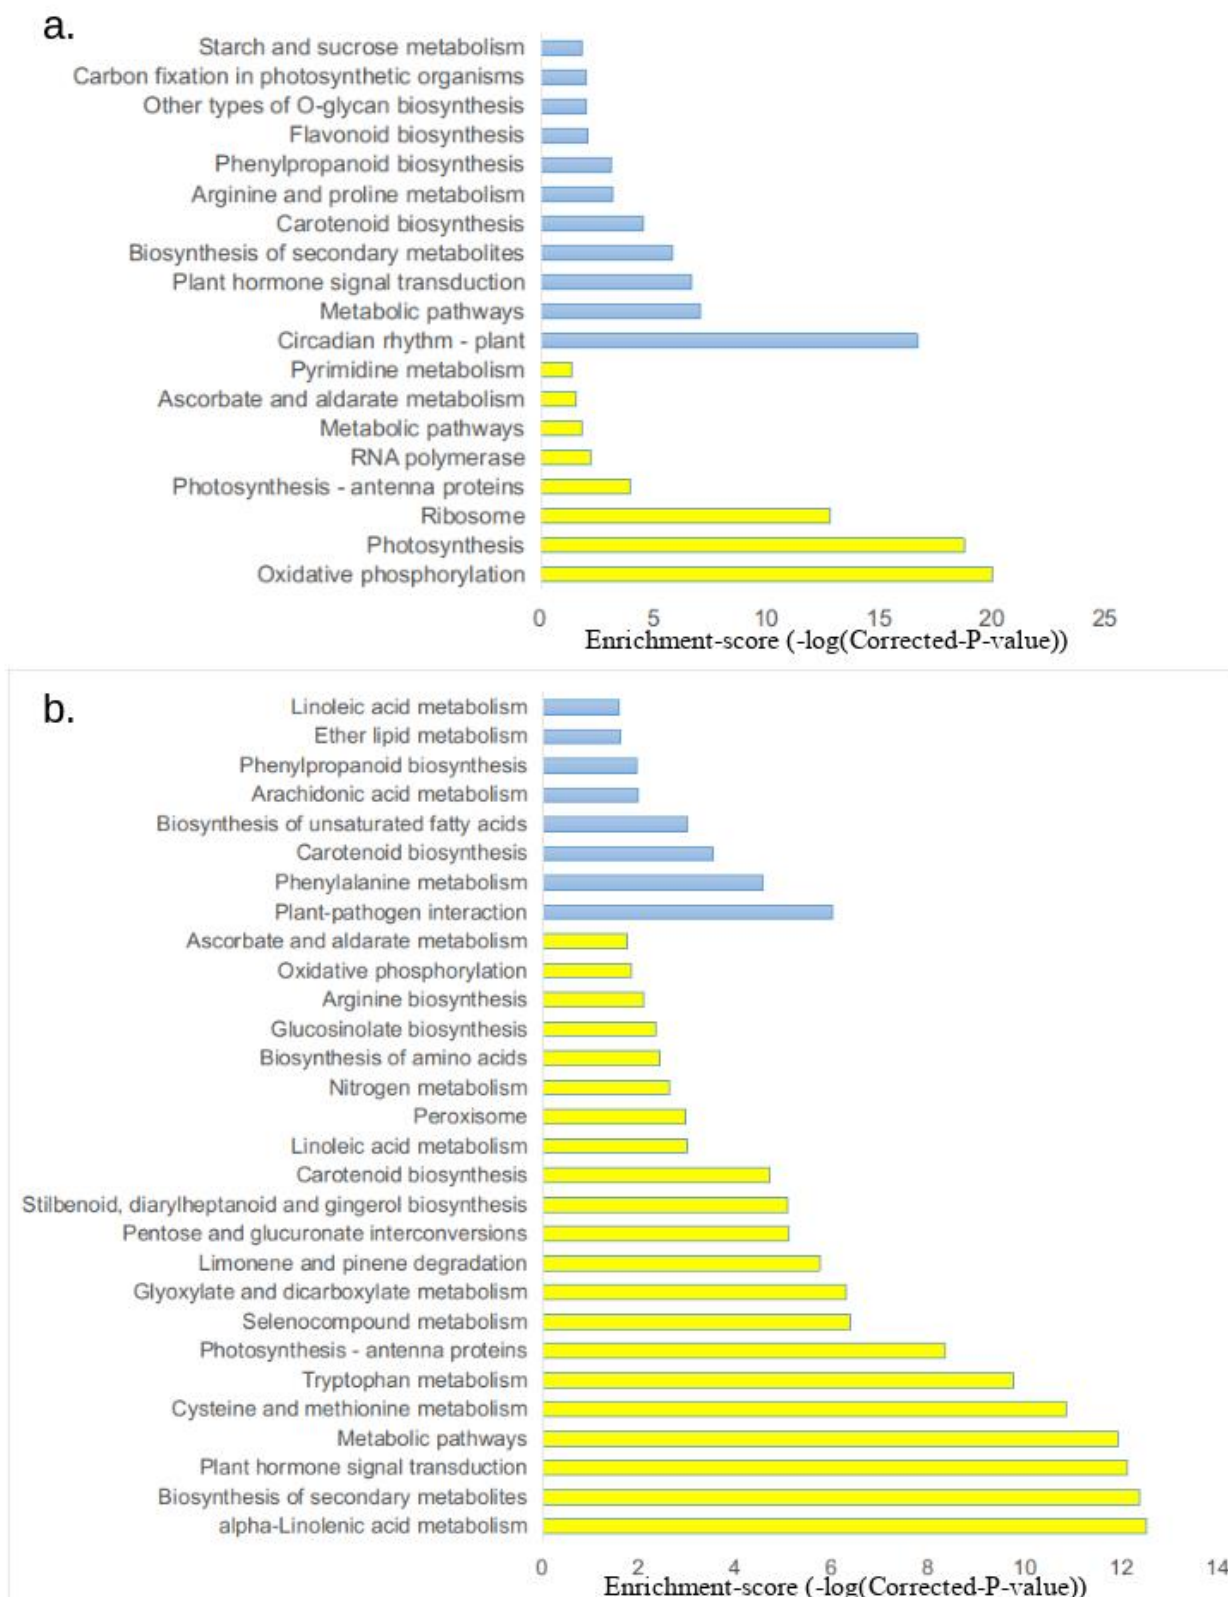 a.
Starch and sucrose metabolism
Carbon fixation in photosynthetic organisms
Other types of O-glycan biosynthesis
Flavonoid biosynthesis
Phenylpropanoid biosynthesis
Arginine and proline metabolism
Carotenoid biosynthesis
Biosynthesis of secondary metabolites
Plant hormone signal transduction
Metabolic pathways
Circadian rhythm - plant
Pyrimidine metabolism
Ascorbate and aldarate metabolism
Metabolic pathways
RNA polymerase
Photosynthesis - antenna proteins
Ribosome
Photosynthesis
Oxidative phosphorylation
0 5 10 15 20 25
Enrichment-score (-log(Corrected-P-value))
b.
Linoleic acid metabolism
Ether lipid metabolism
Phenylpropanoid biosynthesis
Arachidonic acid metabolism
Biosynthesis of unsaturated fatty acids
Carotenoid biosynthesis
Phenylalanine metabolism
Plant-pathogen interaction
Ascorbate and aldarate metabolism
Oxidative phosphorylation
Arginine biosynthesis
Glucosinolate biosynthesis
Biosynthesis of amino acids
Nitrogen metabolism
Peroxisome
Linoleic acid metabolism
Carotenoid biosynthesis
Stilbenoid, diarylheptanoid and gingerol biosynthesis
Pentose and glucuronate interconversions
Limonene and pinene degradation
Glyoxylate and dicarboxylate metabolism
Selenocompound metabolism
Photosynthesis - antenna proteins
Tryptophan metabolism
Cysteine and methionine metabolism
Metabolic pathways
Plant hormone signal transduction
Biosynthesis of secondary metabolites
alpha-Linolenic acid metabolism
0 2 4 6 8 10 12 14
Enrichment-score (-log(Corrected-P-value))